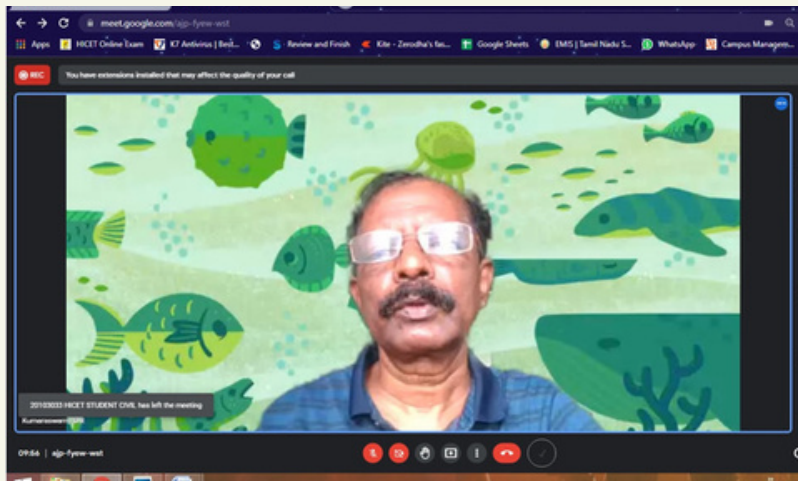 meet.google.com/ajp-fyew-wst
Apps HICET Online Exam K7 Antivirus | Best... Review and Finish Kite - Zerodha's fas... Google Sheets EMIS | Tamil Nadu S... WhatsApp Campus Managem...
REC You have extensions installed that may affect the quality of your call
20103033 HICET STUDENT CIVIL has left the meeting
09:56 | ajp-fyew-wst